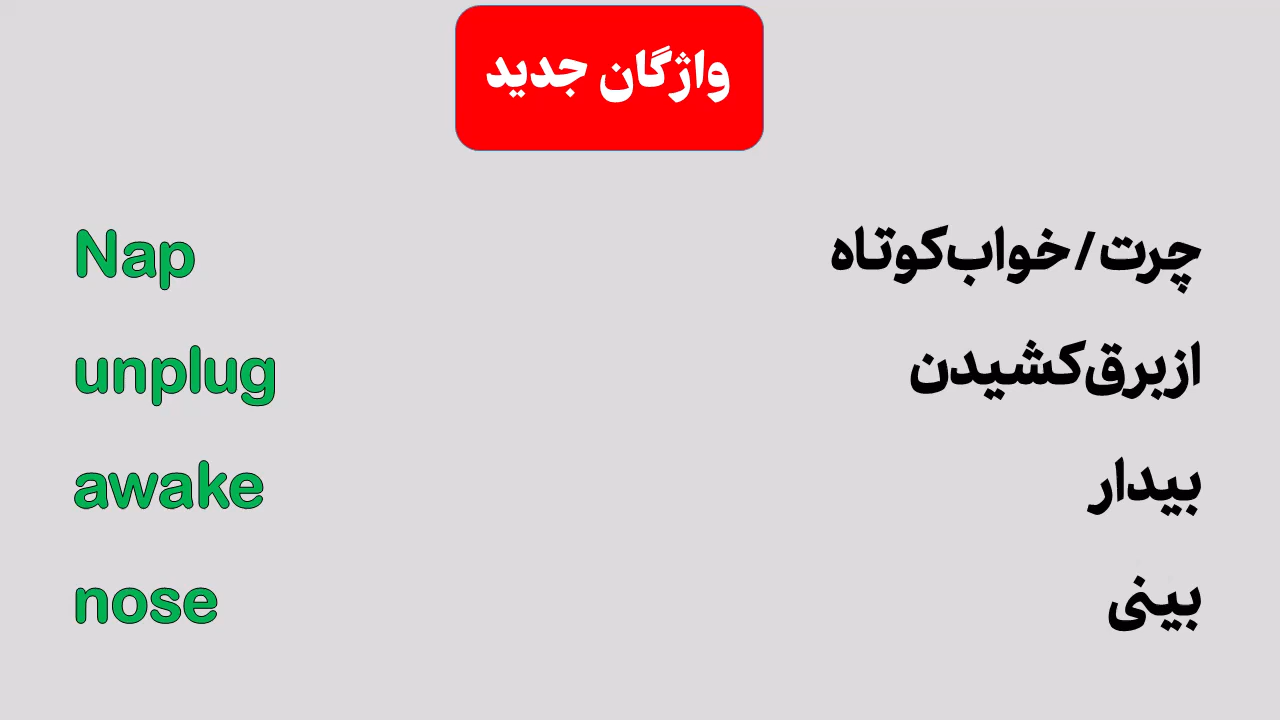 واژگان جدید
Nap چرت/خواب‌کوتاه
unplug ازبرق‌کشیدن
awake بیدار
nose بینی